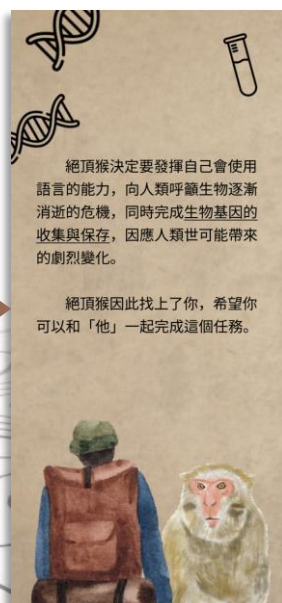 絕頂猴決定要發揮自己會使用
語言的能力，向人類呼籲生物逐漸
消逝的危機，同時完成生物基因的
收集與保存，因應人類世可能帶來
的劇烈變化。
絕頂猴因此找上了你，希望你
可以和「他」一起完成這個任務。